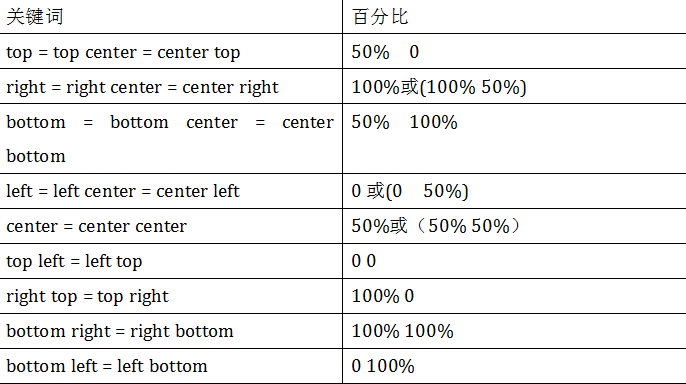 关键词 百分比
top = top center = center top 50% 0
right = right center = center right 100%或(100% 50%)
bottom = bottom center = center 50% 100%
bottom
left = left center = center left 0 或(0 50%)
center = center center 50%或（50% 50%）
top left = left top 0 0
right top = top right 100% 0
bottom right = right bottom 100% 100%
bottom left = left bottom 0 100%